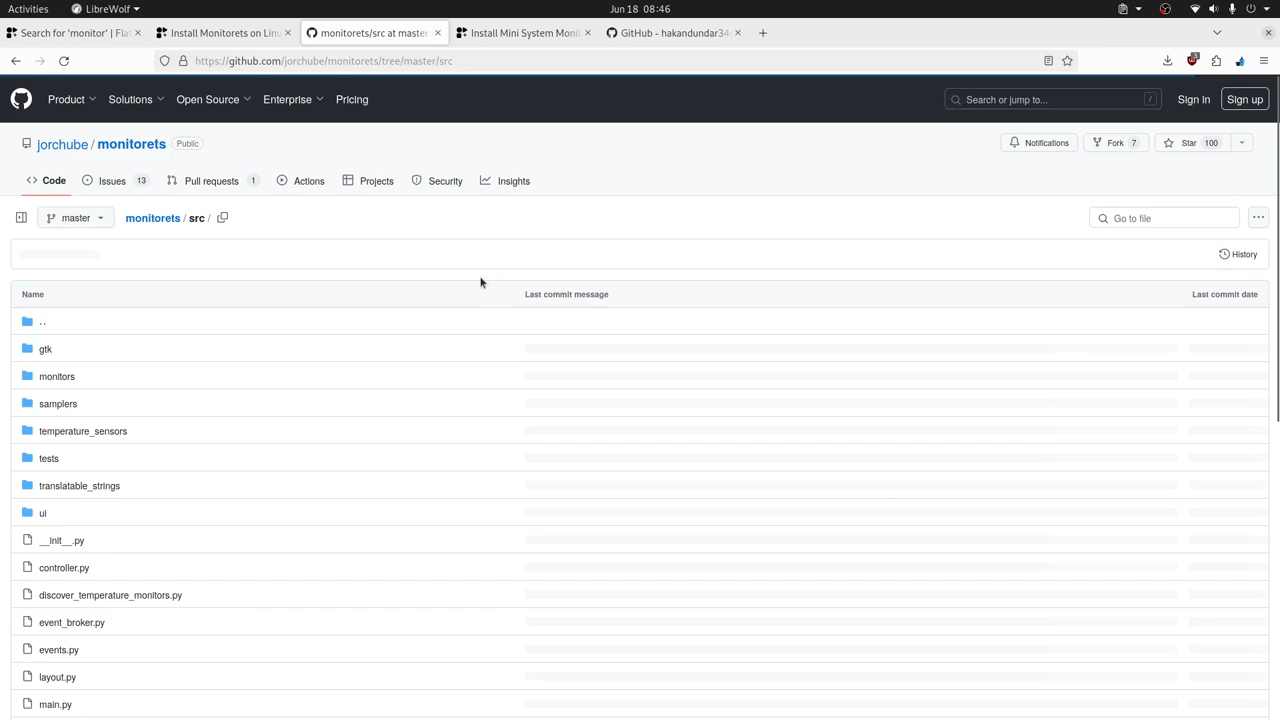 Activities LibreWolf Jun 18 08:46
Search for 'monitor' | Fla Install Monitorets on Linu monitorets/src at master Install Mini System Monit GitHub - hakandundar34
https://github.com/jorchube/monitorets/tree/master/src 3
Product Solutions Open Source Enterprise Pricing Search or jump to... / Sign in Sign up
jorchube / monitorets Public Notifications Fork 7 Star 100
Code Issues 13 Pull requests 1 Actions Projects Security Insights
master monitorets / src / Go to file
History
Name Last commit message Last commit date
..
gtk
monitors
samplers
temperature_sensors
tests
translatable_strings
ui
__init__.py
controller.py
discover_temperature_monitors.py
event_broker.py
events.py
layout.py
main.py